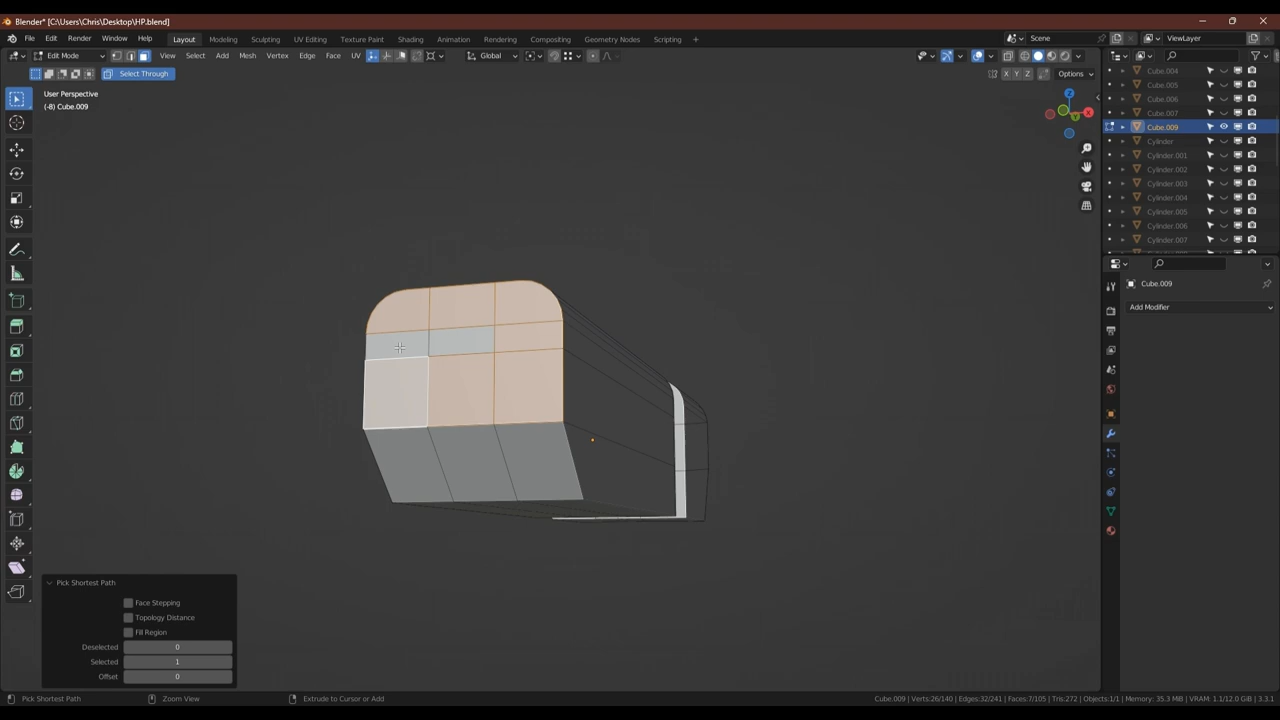 Blender* [C:\Users\Chris\Desktop\HP.blend]
File Edit Render Window Help Layout Modeling Sculpting UV Editing Texture Paint Shading Animation Rendering Compositing Geometry Nodes Scripting + Scene ViewLayer
Edit Mode View Select Add Mesh Vertex Edge Face UV Global
Select Through X Y Z Options
User Perspective
(-8) Cube.009
Z
X
Y
Cube.004
Cube.005
Cube.006
Cube.007
Cube.009
Cylinder
Cylinder.001
Cylinder.002
Cylinder.003
Cylinder.004
Cylinder.005
Cylinder.006
Cylinder.007
Cube.009
Add Modifier
Pick Shortest Path
Face Stepping
Topology Distance
Fill Region
Deselected 0
Selected 1
Offset 0
Pick Shortest Path Zoom View Extrude to Cursor or Add Cube.009 | Verts:26/140 | Edges:32/241 | Faces:7/105 | Tris:272 | Objects:1/1 | Memory: 35.3 MiB | VRAM: 1.1/12.0 GiB | 3.3.1